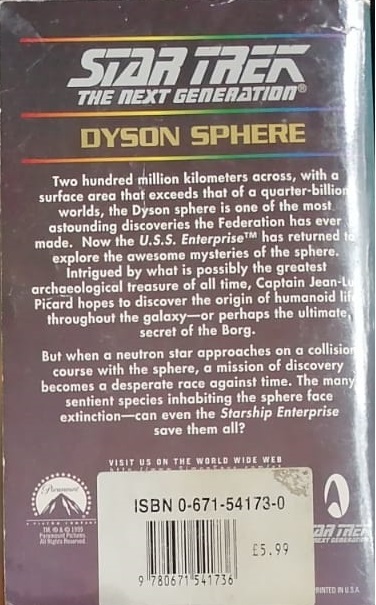 STAR TREK
THE NEXT GENERATION®
DYSON SPHERE
Two hundred million kilometers across, with a
surface area that exceeds that of a quarter-billion
worlds, the Dyson sphere is one of the most
astounding discoveries the Federation has ever
made. Now the U.S.S. Enterprise™ has returned to
explore the awesome mysteries of the sphere.
Intrigued by what is possibly the greatest
archaeological treasure of all time, Captain Jean-Lu
Picard hopes to discover the origin of humanoid life
throughout the galaxy—or perhaps the ultimate
secret of the Borg.
But when a neutron star approaches on a collision
course with the sphere, a mission of discovery
becomes a desperate race against time. The many
sentient species inhabiting the sphere face
extinction—can even the Starship Enterprise
save them all?
VISIT US ON THE WORLD WIDE WEB
Paramount
TM, ® & © 1999
Paramount Pictures.
All Rights Reserved.
ISBN 0-671-54173-0
£5.99
9 780671 541736
STAR TREK
NEXT GENERATION
PRINTED IN U.S.A.